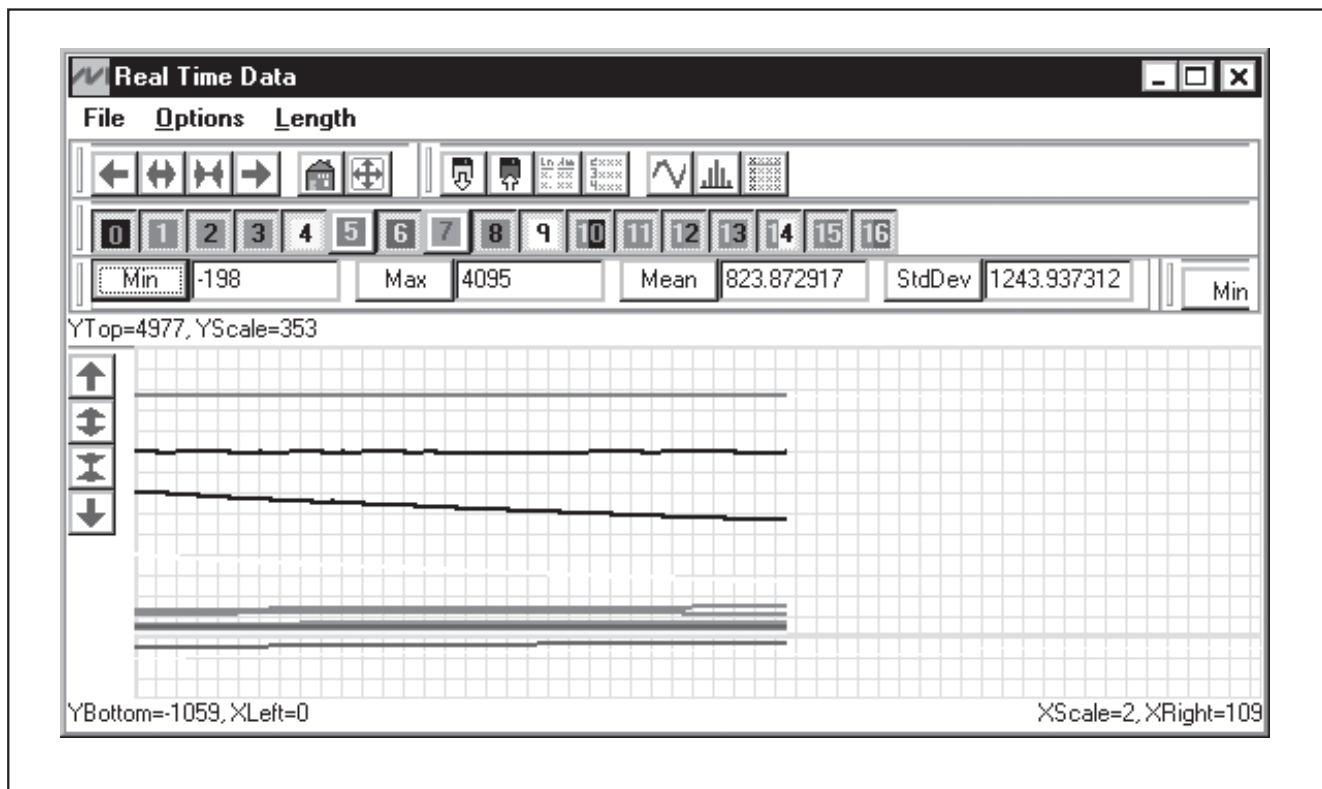 Real Time Data
File Options Length
0 1 2 3 4 5 6 7 8 9 10 11 12 13 14 15 16
Min -198 Max 4095 Mean 823.872917 StdDev 1243.937312 Min
YTop=4977, YScale=353
YBottom=-1059, XLeft=0 XScale=2, XRight=109